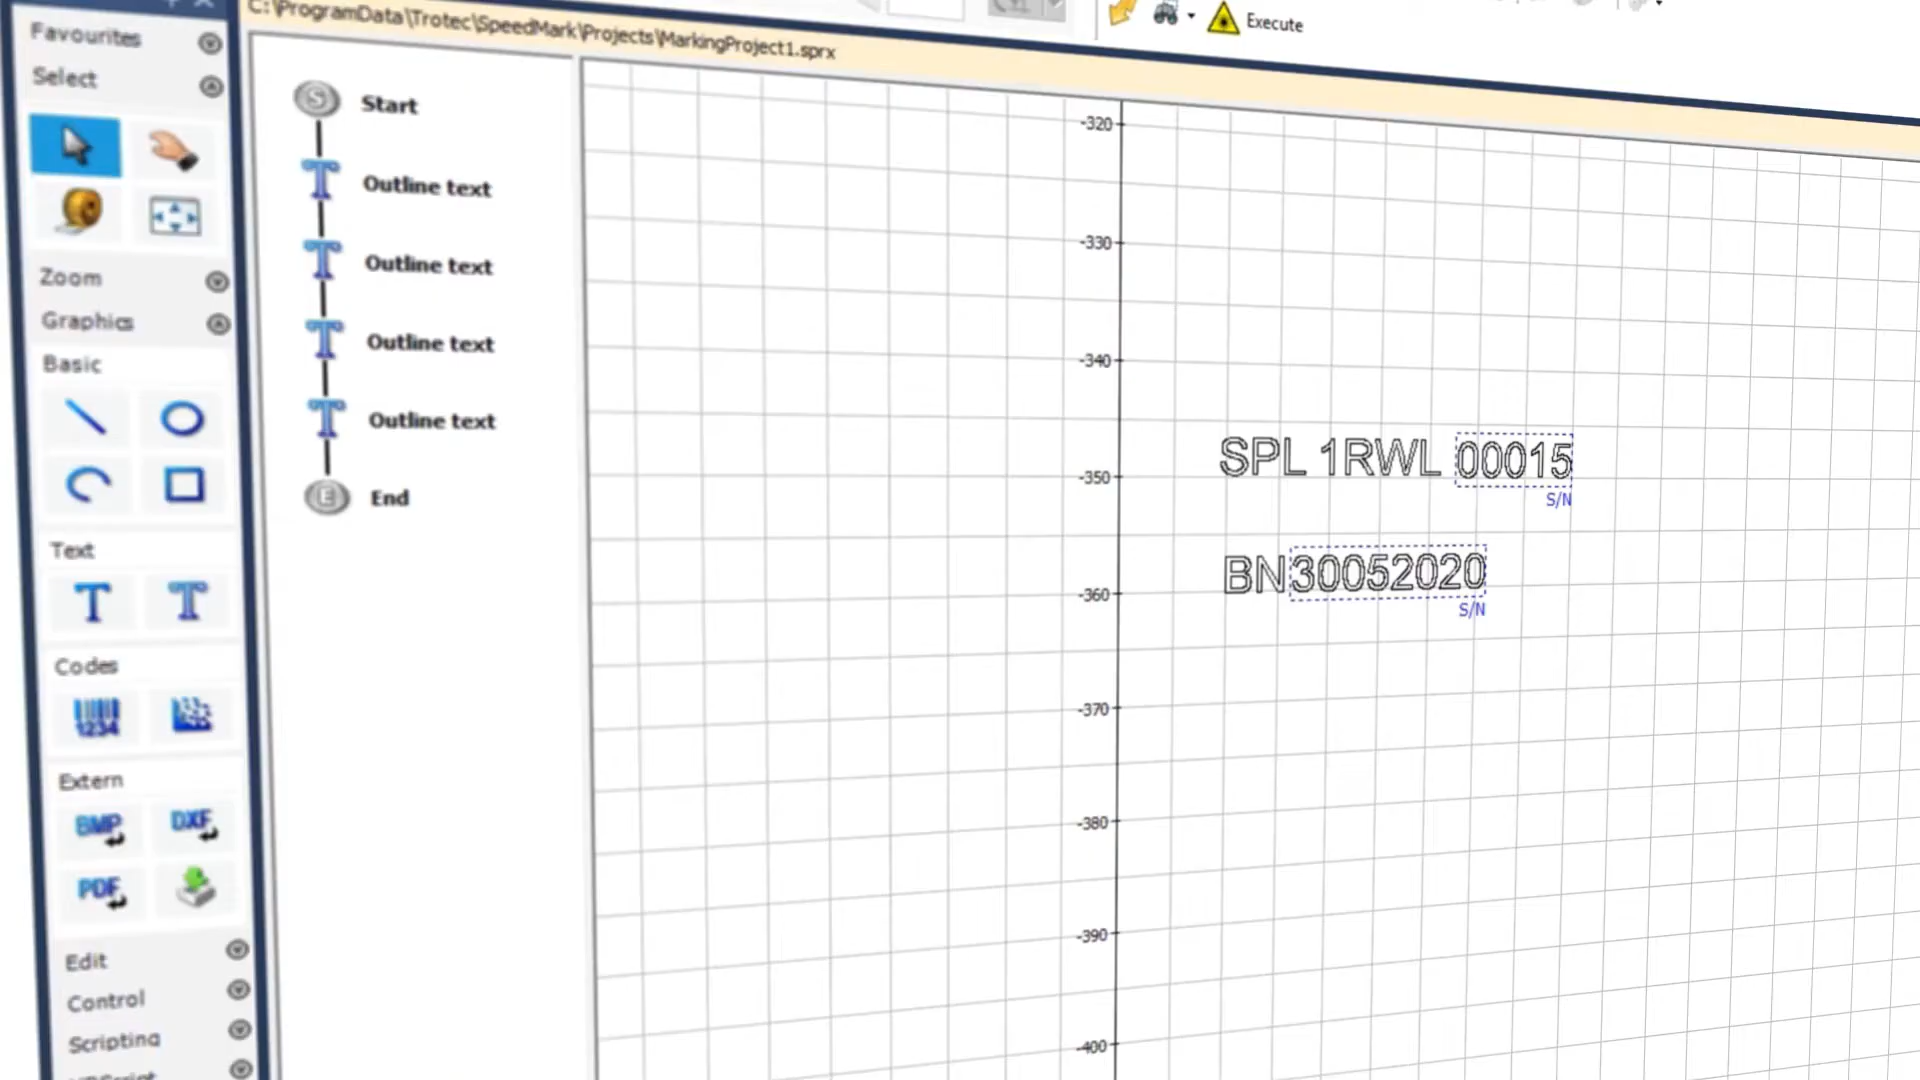 C:\ProgramData\Trotec\SpeedMark\Projects\MarkingProject1.sprx
Execute
Favourites
Select
Zoom
Graphics
Basic
Text
T
T
Codes
1234
Extern
BMP
DXF
PDF
Edit
Control
Scripting
S Start
T Outline text
T Outline text
T Outline text
T Outline text
E End
-320
-330
-340
-350
-360
-370
-380
-390
-400
SPL 1RWL 00015
S/N
BN30052020
S/N